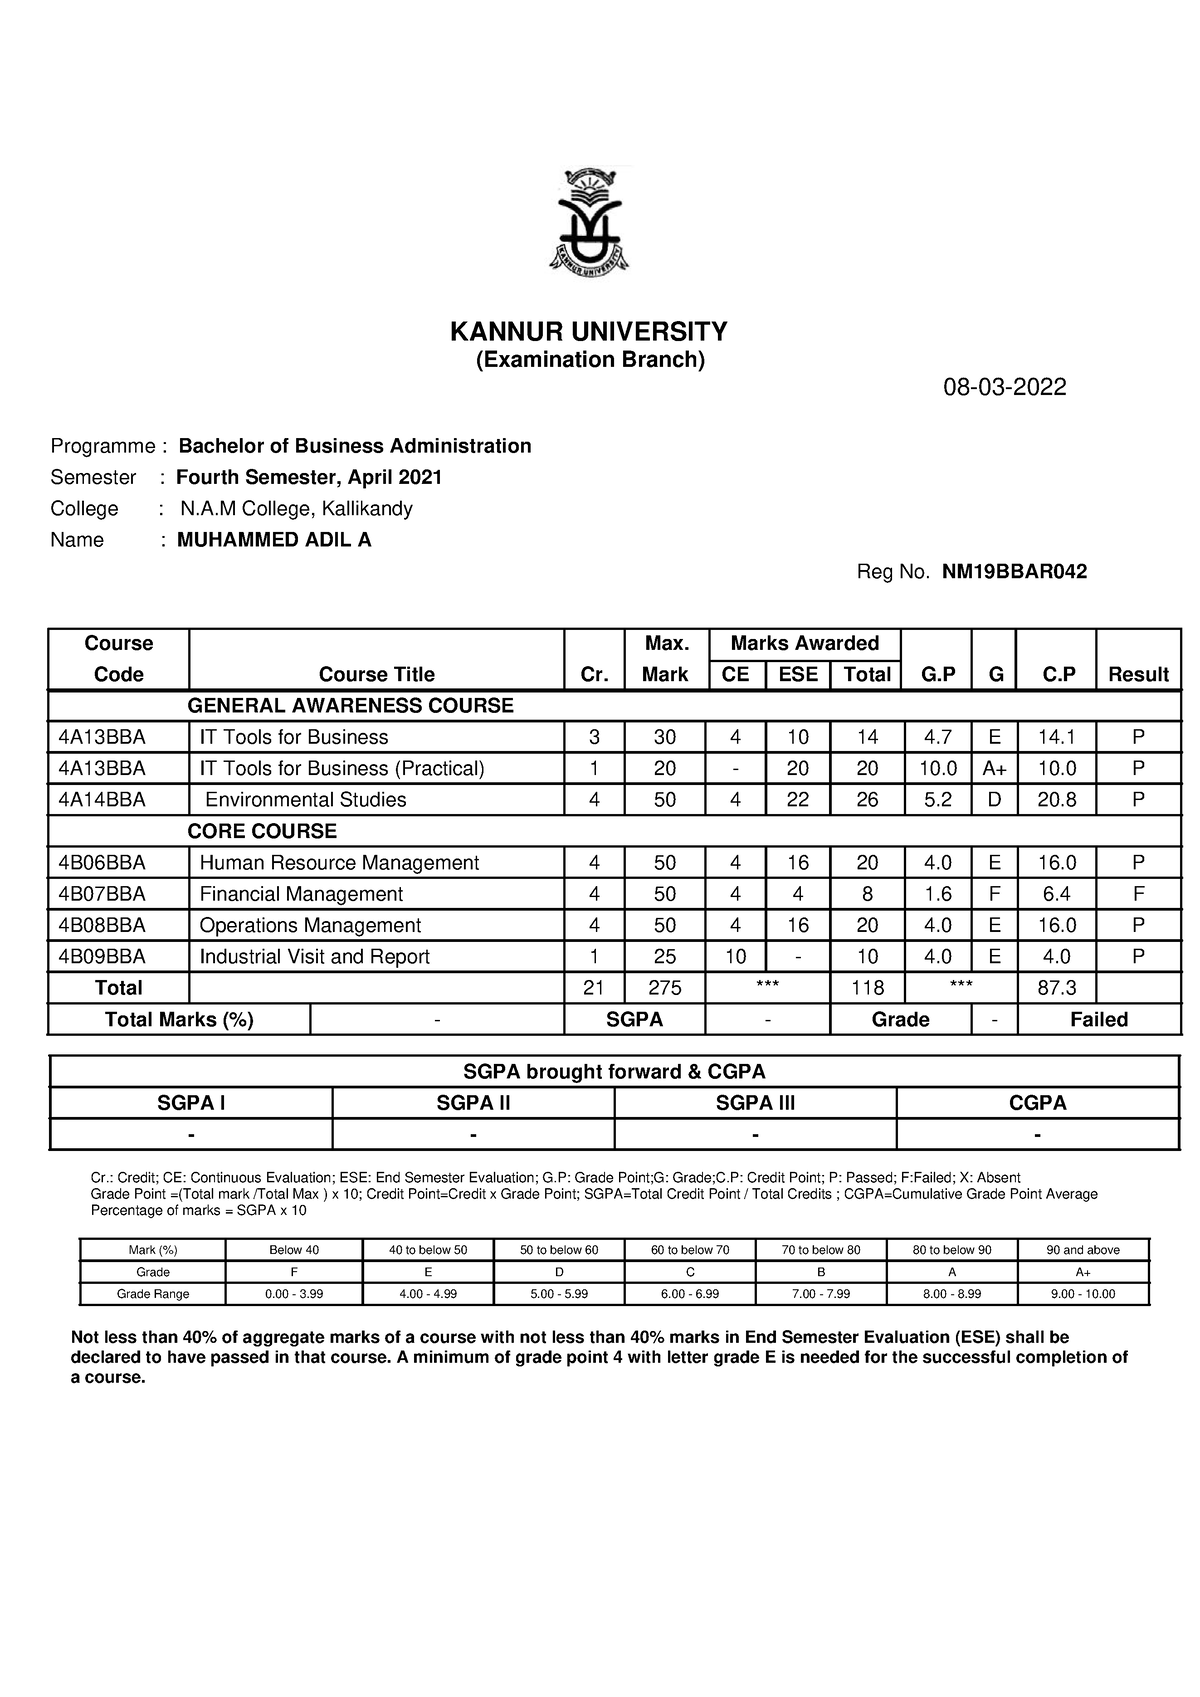 KANNUR UNIVERSITY
KANNUR UNIVERSITY
(Examination Branch)
08-03-2022
Programme : Bachelor of Business Administration
Semester : Fourth Semester, April 2021
College : N.A.M College, Kallikandy
Name : MUHAMMED ADIL A
Reg No. NM19BBAR042
Course Code Course Title Cr. Max. Mark Marks Awarded CE ESE Total G.P G C.P Result
GENERAL AWARENESS COURSE
4A13BBA IT Tools for Business 3 30 4 10 14 4.7 E 14.1 P
4A13BBA IT Tools for Business (Practical) 1 20 - 20 20 10.0 A+ 10.0 P
4A14BBA Environmental Studies 4 50 4 22 26 5.2 D 20.8 P
CORE COURSE
4B06BBA Human Resource Management 4 50 4 16 20 4.0 E 16.0 P
4B07BBA Financial Management 4 50 4 4 8 1.6 F 6.4 F
4B08BBA Operations Management 4 50 4 16 20 4.0 E 16.0 P
4B09BBA Industrial Visit and Report 1 25 10 - 10 4.0 E 4.0 P
Total 21 275 *** 118 *** 87.3
Total Marks (%) - SGPA - Grade - Failed
SGPA brought forward & CGPA
SGPA I SGPA II SGPA III CGPA
- - - -
Cr.: Credit; CE: Continuous Evaluation; ESE: End Semester Evaluation; G.P: Grade Point;G: Grade;C.P: Credit Point; P: Passed; F:Failed; X: Absent
Grade Point =(Total mark /Total Max ) x 10; Credit Point=Credit x Grade Point; SGPA=Total Credit Point / Total Credits ; CGPA=Cumulative Grade Point Average
Percentage of marks = SGPA x 10
Mark (%) Below 40 40 to below 50 50 to below 60 60 to below 70 70 to below 80 80 to below 90 90 and above
Grade F E D C B A A+
Grade Range 0.00 - 3.99 4.00 - 4.99 5.00 - 5.99 6.00 - 6.99 7.00 - 7.99 8.00 - 8.99 9.00 - 10.00
Not less than 40% of aggregate marks of a course with not less than 40% marks in End Semester Evaluation (ESE) shall be
declared to have passed in that course. A minimum of grade point 4 with letter grade E is needed for the successful completion of
a course.